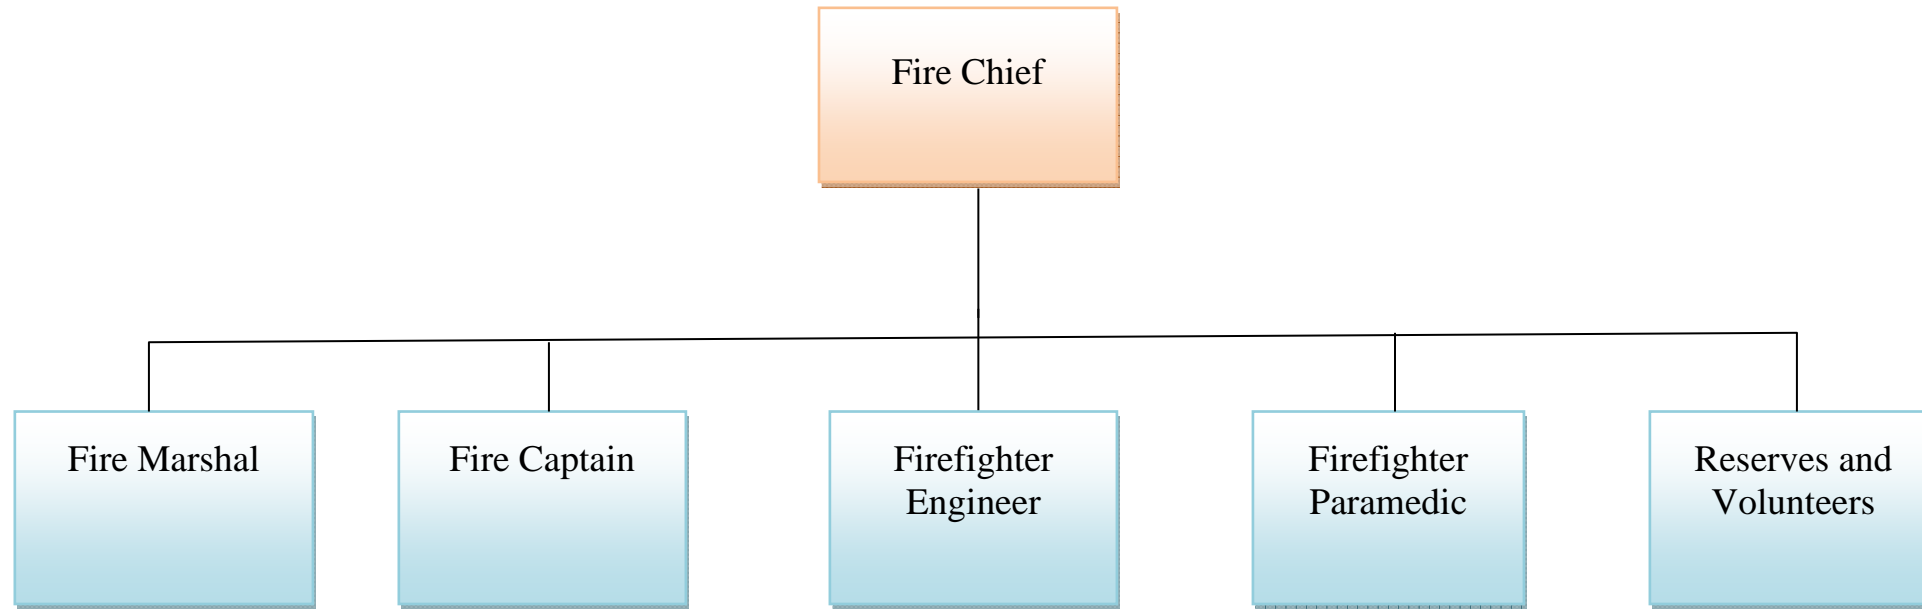 Fire Chief
Fire Marshal
Fire Captain
Firefighter
Engineer
Firefighter
Paramedic
Reserves and
Volunteers